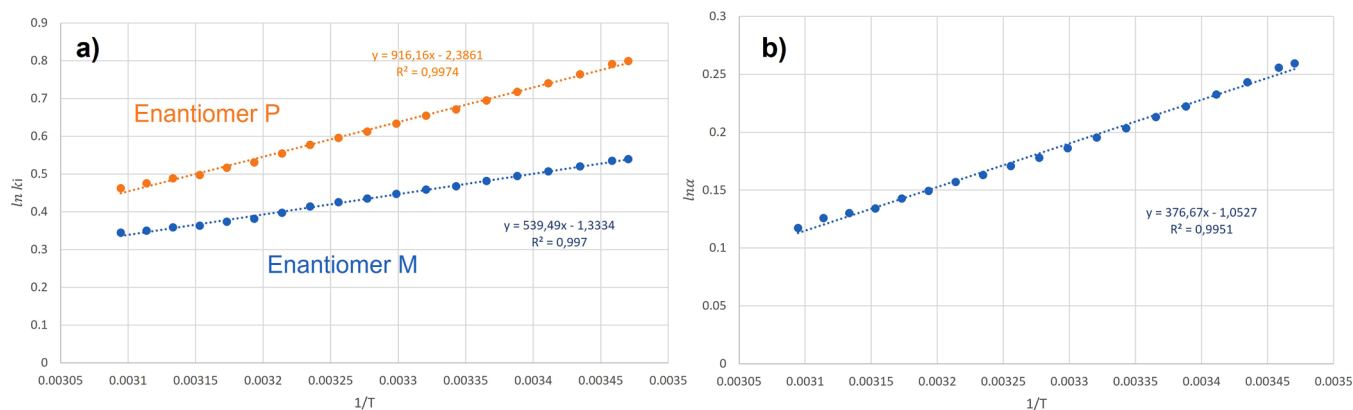 a)
0.9
0.8
0.7
0.6
0.5
0.4
0.3
0.2
0.1
0
ln ki
y = 916,16x - 2,3861
R² = 0,9974
Enantiomer P
y = 539,49x - 1,3334
R² = 0,997
Enantiomer M
0.00305 0.0031 0.00315 0.0032 0.00325 0.0033 0.00335 0.0034 0.00345 0.0035
1/T
b)
0.3
0.25
0.2
0.15
0.1
0.05
0
lnα
y = 376,67x - 1,0527
R² = 0,9951
0.00305 0.0031 0.00315 0.0032 0.00325 0.0033 0.00335 0.0034 0.00345 0.0035
1/T